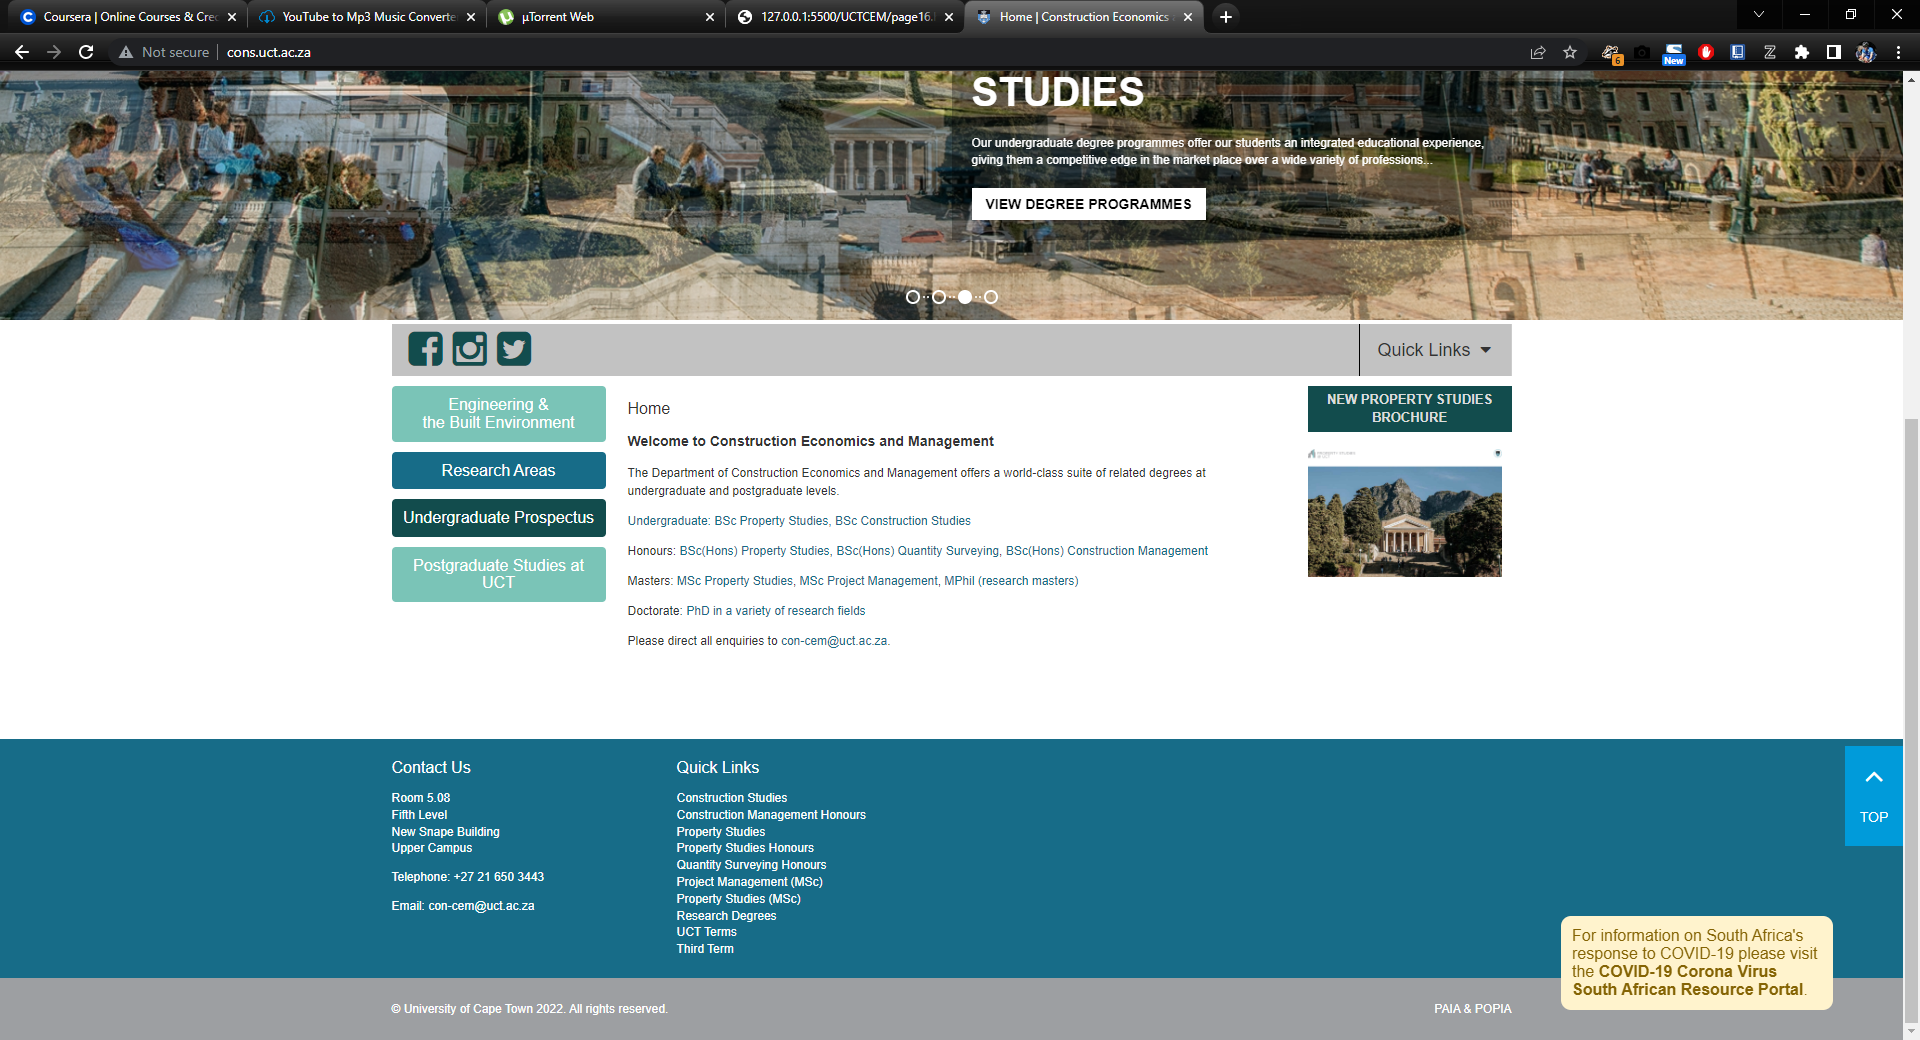 Coursera | Online Courses & Cre
YouTube to Mp3 Music Converte
µTorrent Web
127.0.0.1:5500/UCTCEM/page16.
Home | Construction Economics
Not secure
cons.uct.ac.za
6
New
Z
STUDIES
Our undergraduate degree programmes offer our students an integrated educational experience,
giving them a competitive edge in the market place over a wide variety of professions...
VIEW DEGREE PROGRAMMES
Quick Links
Engineering &
the Built Environment
Research Areas
Undergraduate Prospectus
Postgraduate Studies at
UCT
Home
Welcome to Construction Economics and Management
The Department of Construction Economics and Management offers a world-class suite of related degrees at
undergraduate and postgraduate levels.
Undergraduate: BSc Property Studies, BSc Construction Studies
Honours: BSc(Hons) Property Studies, BSc(Hons) Quantity Surveying, BSc(Hons) Construction Management
Masters: MSc Property Studies, MSc Project Management, MPhil (research masters)
Doctorate: PhD in a variety of research fields
Please direct all enquiries to con-cem@uct.ac.za.
NEW PROPERTY STUDIES
BROCHURE
Contact Us
Room 5.08
Fifth Level
New Snape Building
Upper Campus
Telephone: +27 21 650 3443
Email: con-cem@uct.ac.za
Quick Links
Construction Studies
Construction Management Honours
Property Studies
Property Studies Honours
Quantity Surveying Honours
Project Management (MSc)
Property Studies (MSc)
Research Degrees
UCT Terms
Third Term
TOP
For information on South Africa's
response to COVID-19 please visit
the COVID-19 Corona Virus
South African Resource Portal.
© University of Cape Town 2022. All rights reserved.
PAIA & POPIA